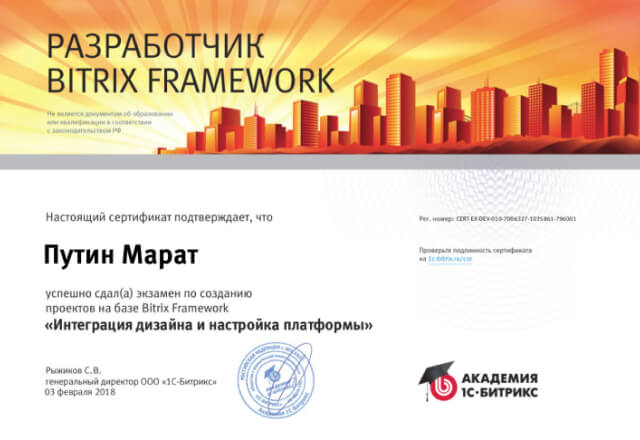 РАЗРАБОТЧИК
BITRIX FRAMEWORK
Не является документом об образовании
или квалификации в соответствии
с законодательством РФ
Настоящий сертификат подтверждает, что
Рег. номер: CERT-EX-DEV-010-7006327-1035861-796001
Путин Марат
Проверьте подлинность сертификата
на 1c-bitrix.ru/csr
успешно сдал(а) экзамен по созданию
проектов на базе Bitrix Framework
«Интеграция дизайна и настройка платформы»
Рыжиков С.В.
генеральный директор ООО «1С-Битрикс»
03 февраля 2018
АКАДЕМИЯ
1С-БИТРИКС